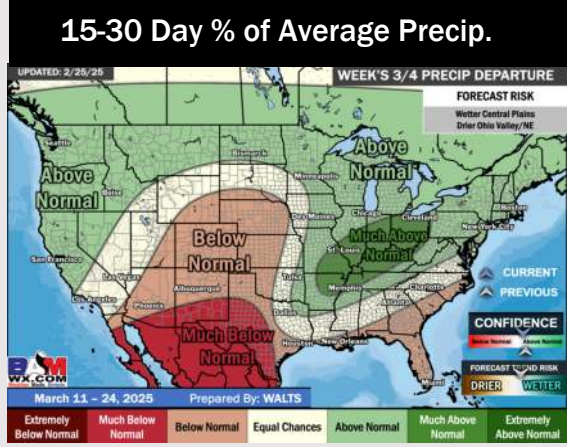 15-30 Day % of Average Precip.
UPDATED: 2/25/25
WEEK'S 3/4 PRECIP DEPARTURE
FORECAST RISK
Wetter Central Plains
Drier Ohio Valley/NE
Seattle
Bismarck
Above
Normal
Minneapolis
Above
Normal
Boise
Boston
Des Moines
Chicago
Cleveland
New York City
Below
Normal
Much Above
Normal
St. Louis
San Francisco
Las Vegas
Tulsa
CURRENT
Los Angeles
Albuquerque
Memphis
Charlotte
PREVIOUS
Phoenix
Atlanta
Dallas
Much Below
Normal
Houston
New Orleans
CONFIDENCE
Below Normal
Above Normal
Miami
FORECAST TREND RISK
DRIER
WETTER
BAM
WX.COM
March 11 – 24, 2025
Prepared By: WALTS
Extremely
Below Normal
Much Below
Normal
Below Normal
Equal Chances
Above Normal
Much Above
Normal
Extremely
Above Normal